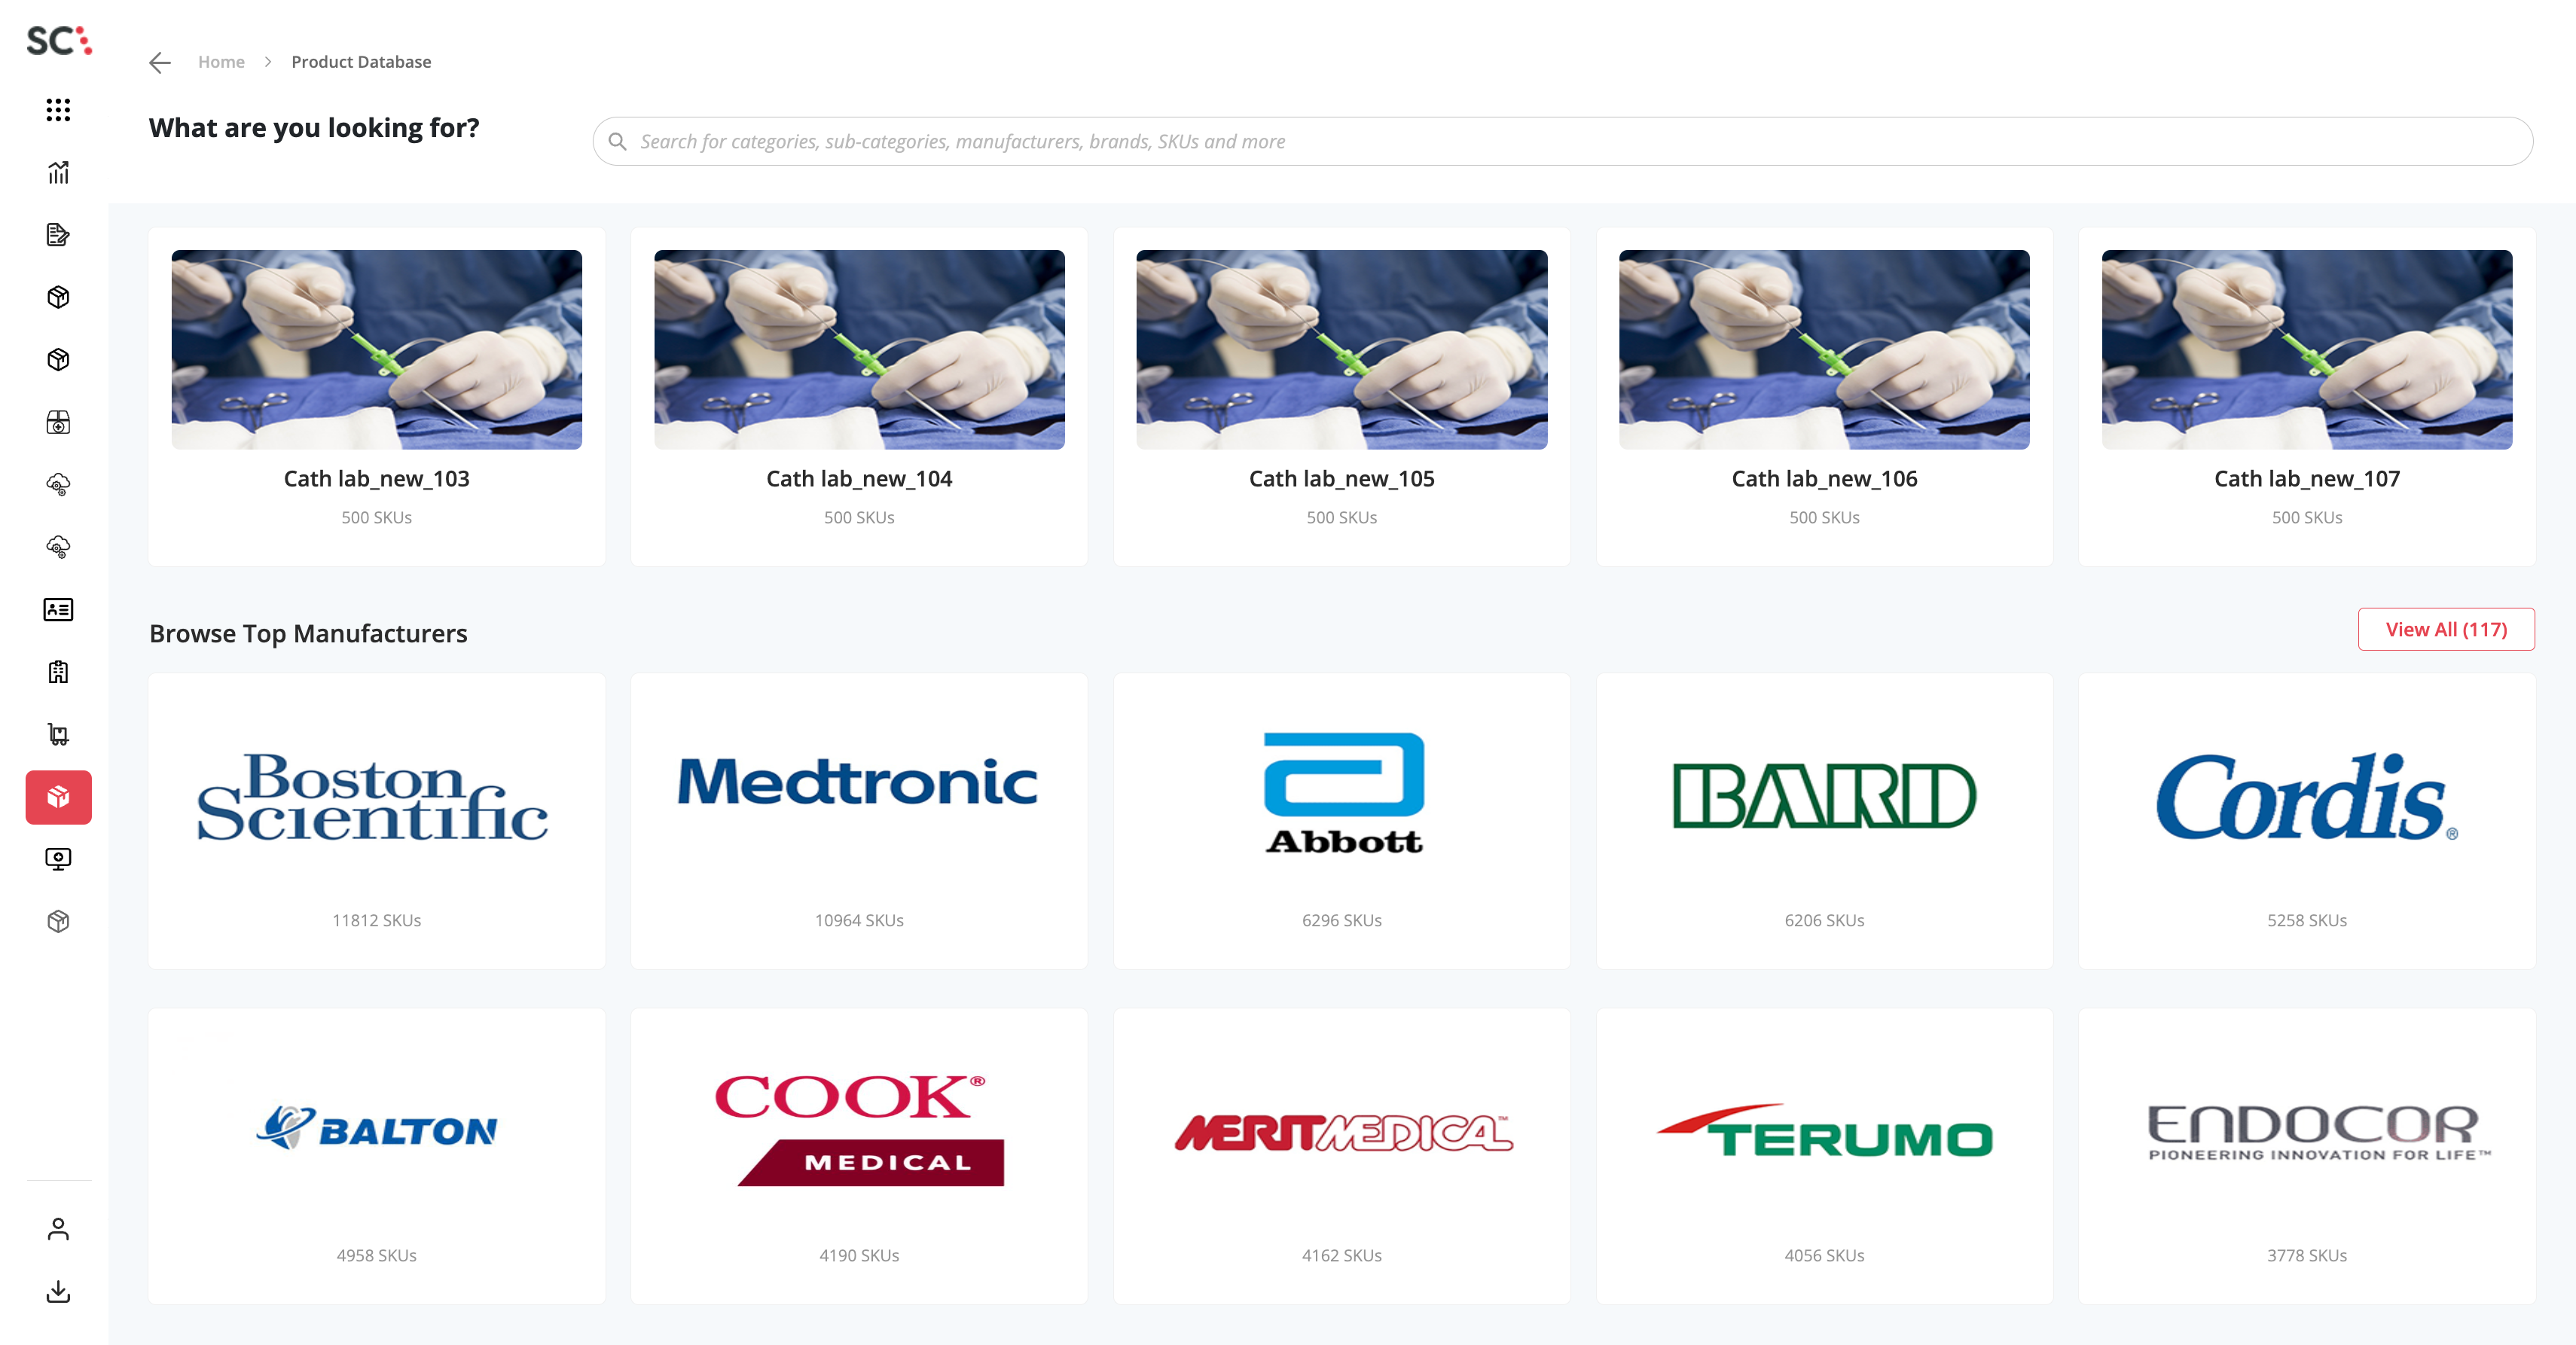 SC
Home > Product Database
What are you looking for?
Search for categories, sub-categories, manufacturers, brands, SKUs and more
Cath lab_new_103
500 SKUs
Cath lab_new_104
500 SKUs
Cath lab_new_105
500 SKUs
Cath lab_new_106
500 SKUs
Cath lab_new_107
500 SKUs
Browse Top Manufacturers
View All (117)
Boston
Scientific
11812 SKUs
Medtronic
10964 SKUs
Abbott
6296 SKUs
BARD
6206 SKUs
Cordis®
5258 SKUs
BALTON
4958 SKUs
COOK®
MEDICAL
4190 SKUs
MERITMEDICAL™
4162 SKUs
TERUMO
4056 SKUs
ENDOCOR
PIONEERING INNOVATION FOR LIFE™
3778 SKUs